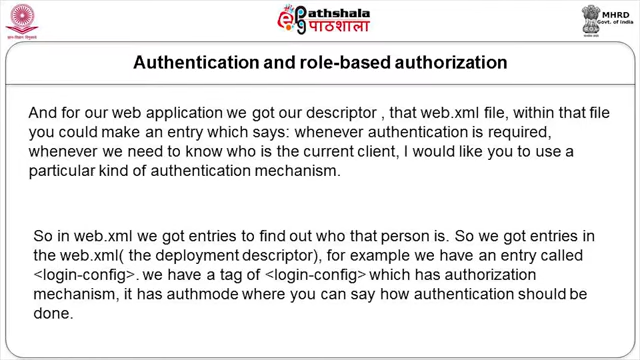 Pathshala
पाठशाला
MHRD
Govt. of India
Authentication and role-based authorization
And for our web application we got our descriptor , that web.xml file, within that file
you could make an entry which says: whenever authentication is required,
whenever we need to know who is the current client, I would like you to use a
particular kind of authentication mechanism.
So in web.xml we got entries to find out who that person is. So we got entries in
the web.xml( the deployment descriptor), for example we have an entry called
<login-config>. we have a tag of <login-config> which has authorization
mechanism, it has authmode where you can say how authentication should be
done.